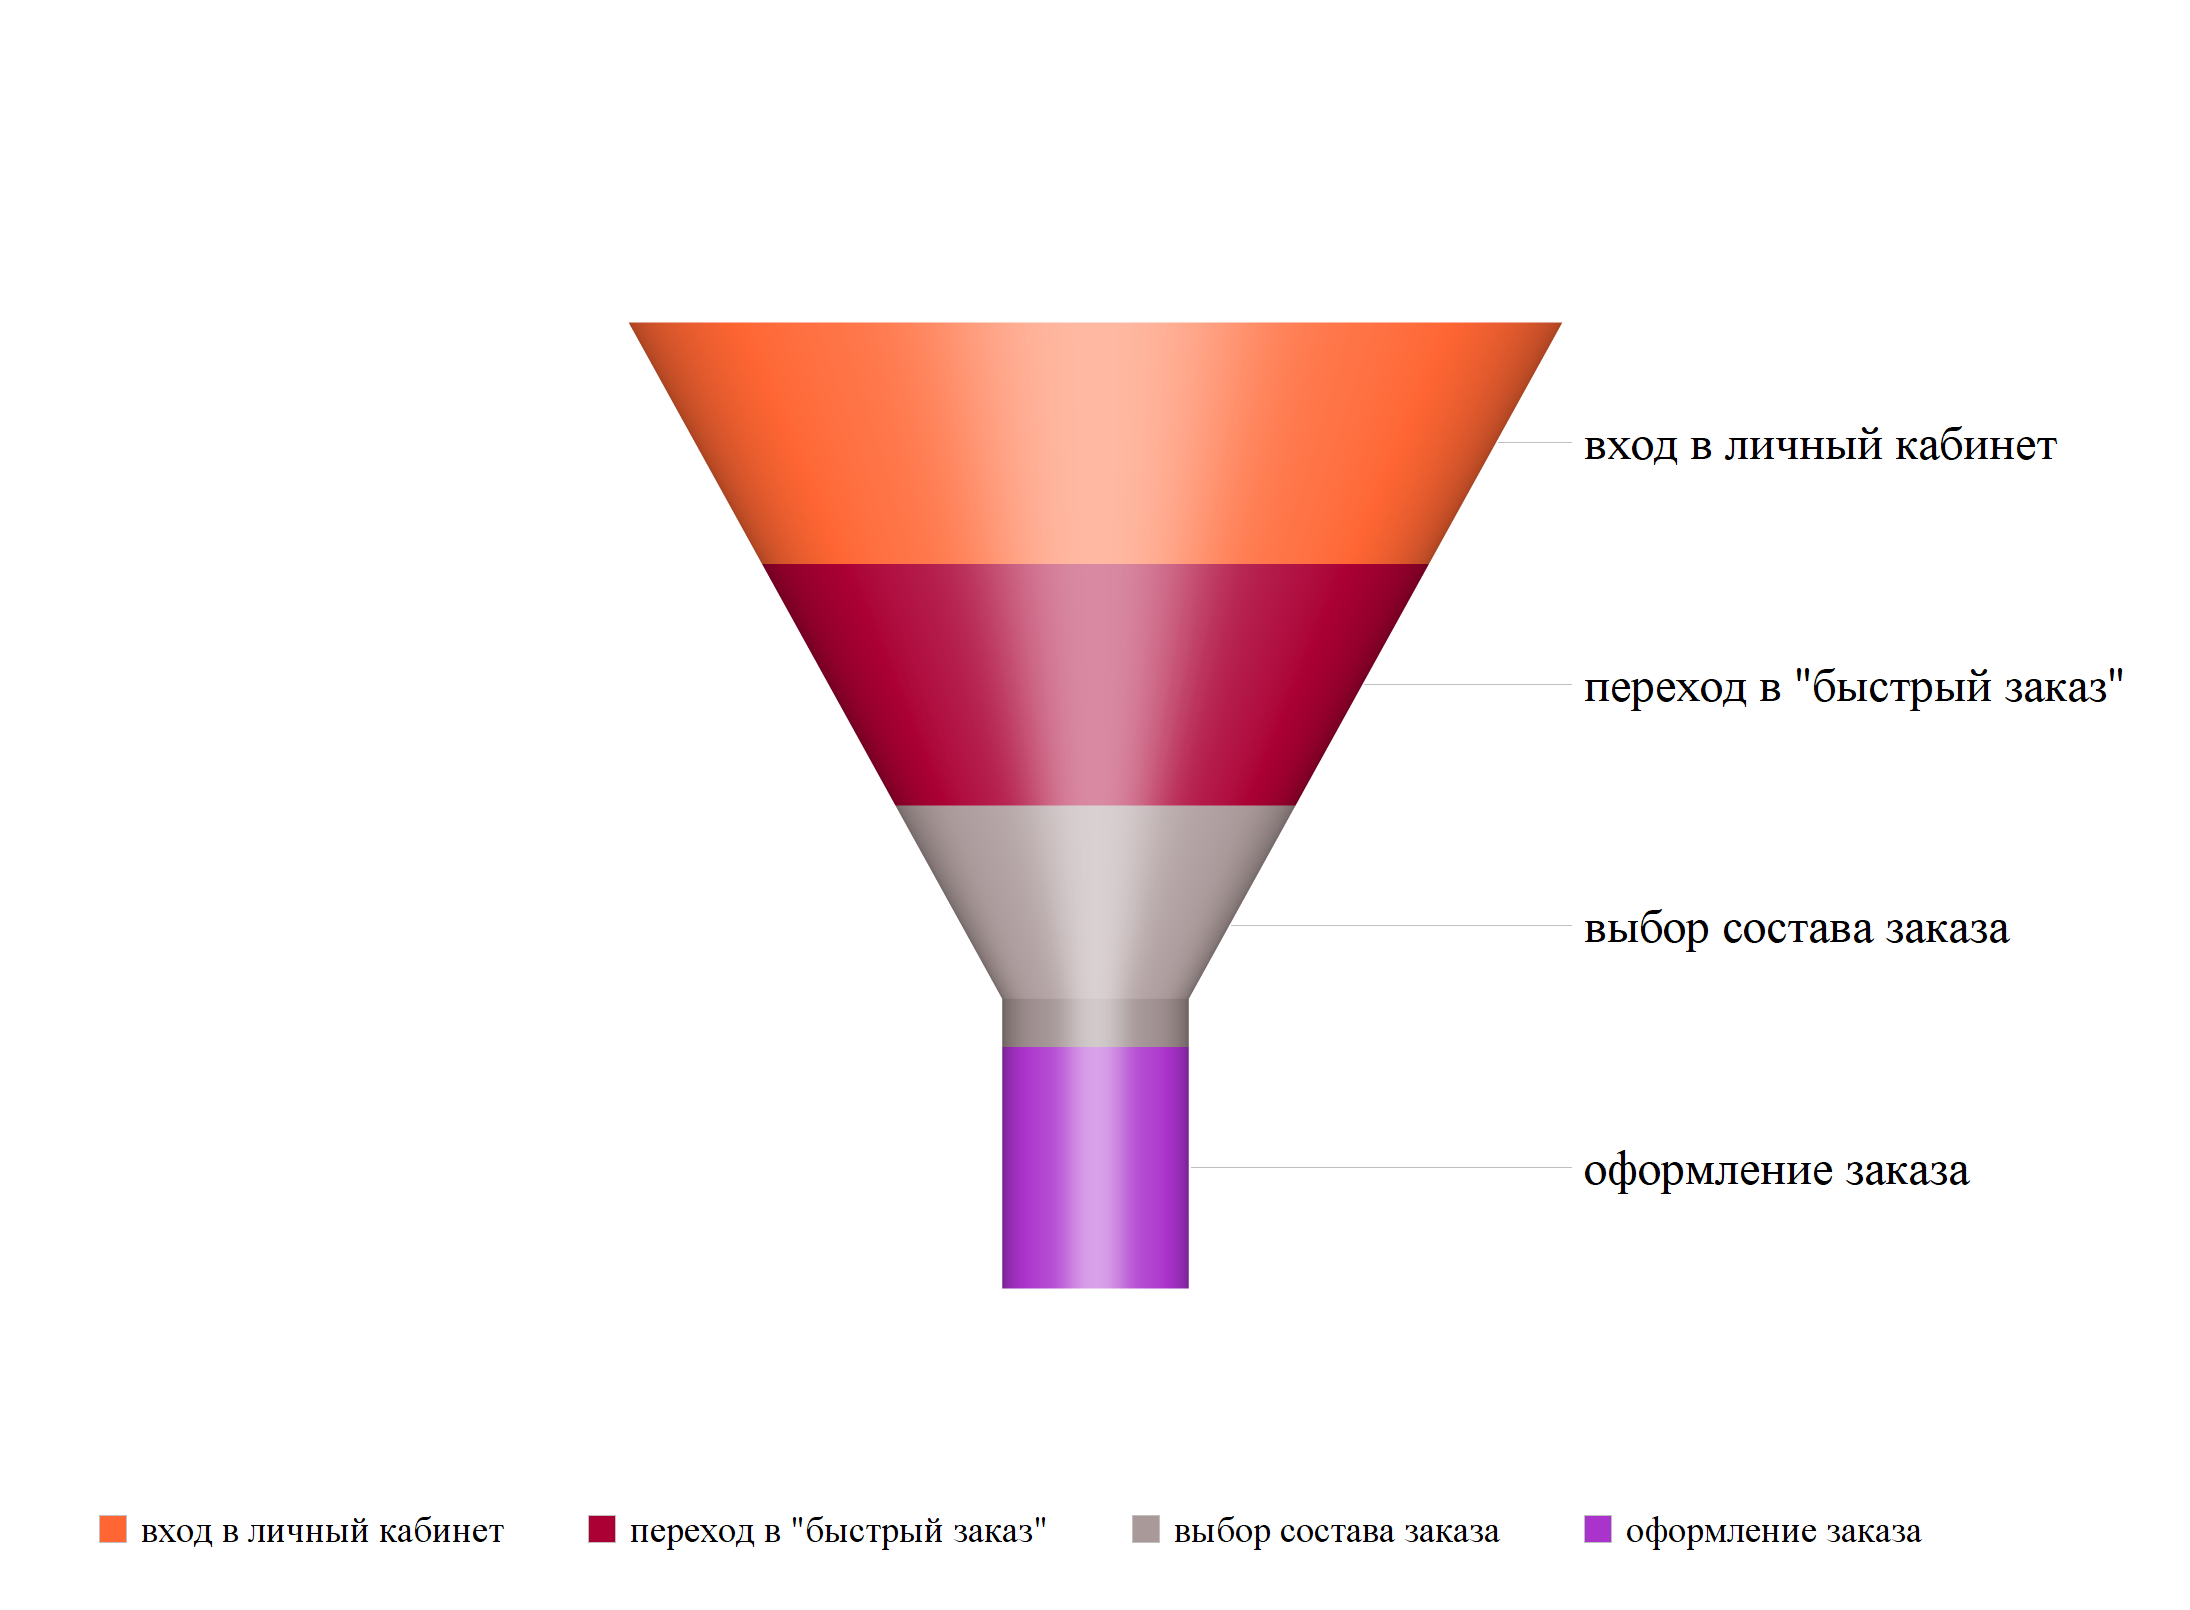 вход в личный кабинет
переход в "быстрый заказ"
выбор состава заказа
оформление заказа
вход в личный кабинет
переход в "быстрый заказ"
выбор состава заказа
оформление заказа